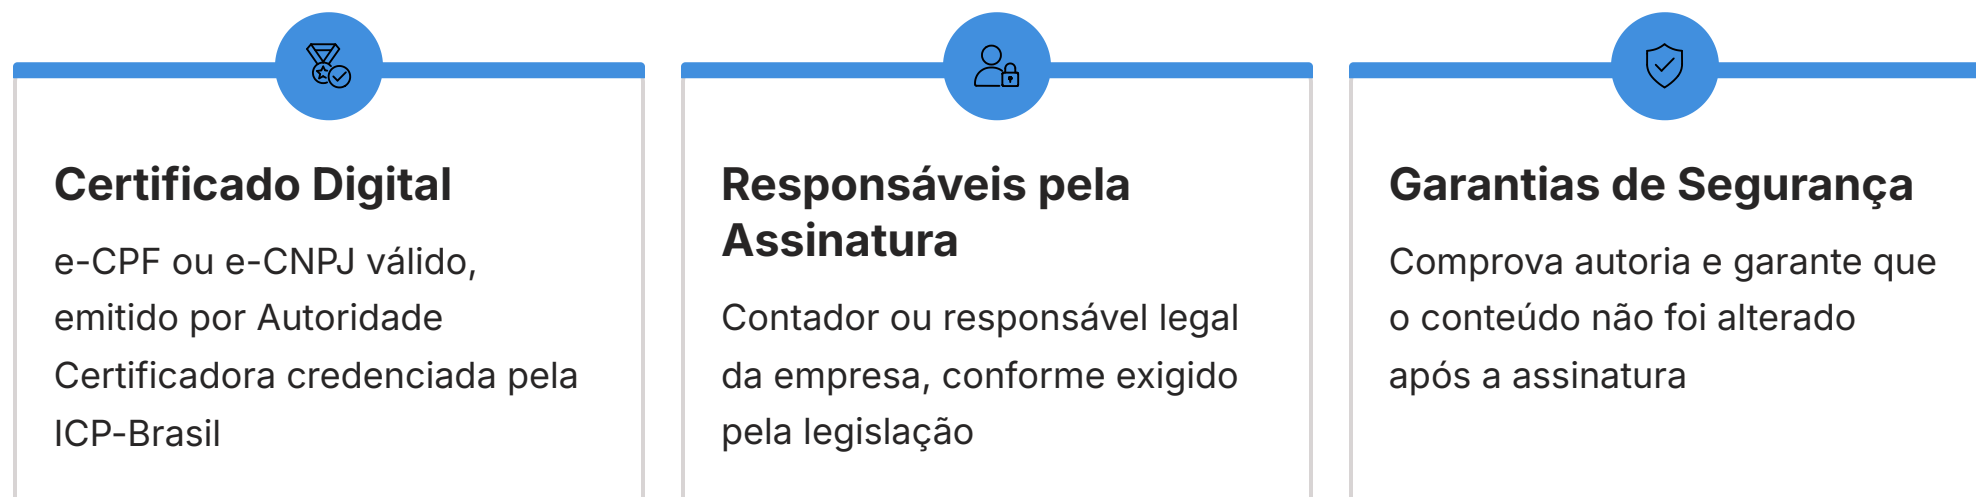 Certificado Digital
e-CPF ou e-CNPJ válido,
emitido por Autoridade
Certificadora credenciada pela
ICP-Brasil
Responsáveis pela
Assinatura
Contador ou responsável legal
da empresa, conforme exigido
pela legislação
Garantias de Segurança
Comprova autoria e garante que
o conteúdo não foi alterado
após a assinatura